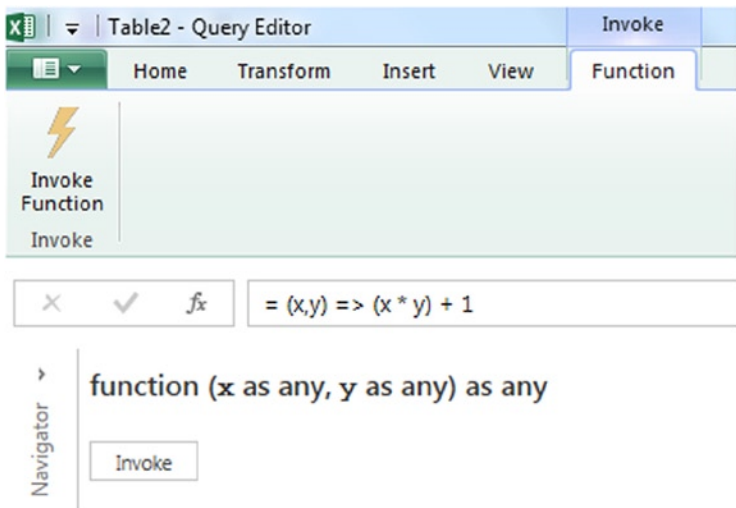 Table2 - Query Editor
Invoke
Home Transform Insert View Function
Invoke
Function
Invoke
fx = (x,y) => (x * y) + 1
function (x as any, y as any) as any
Navigator
Invoke